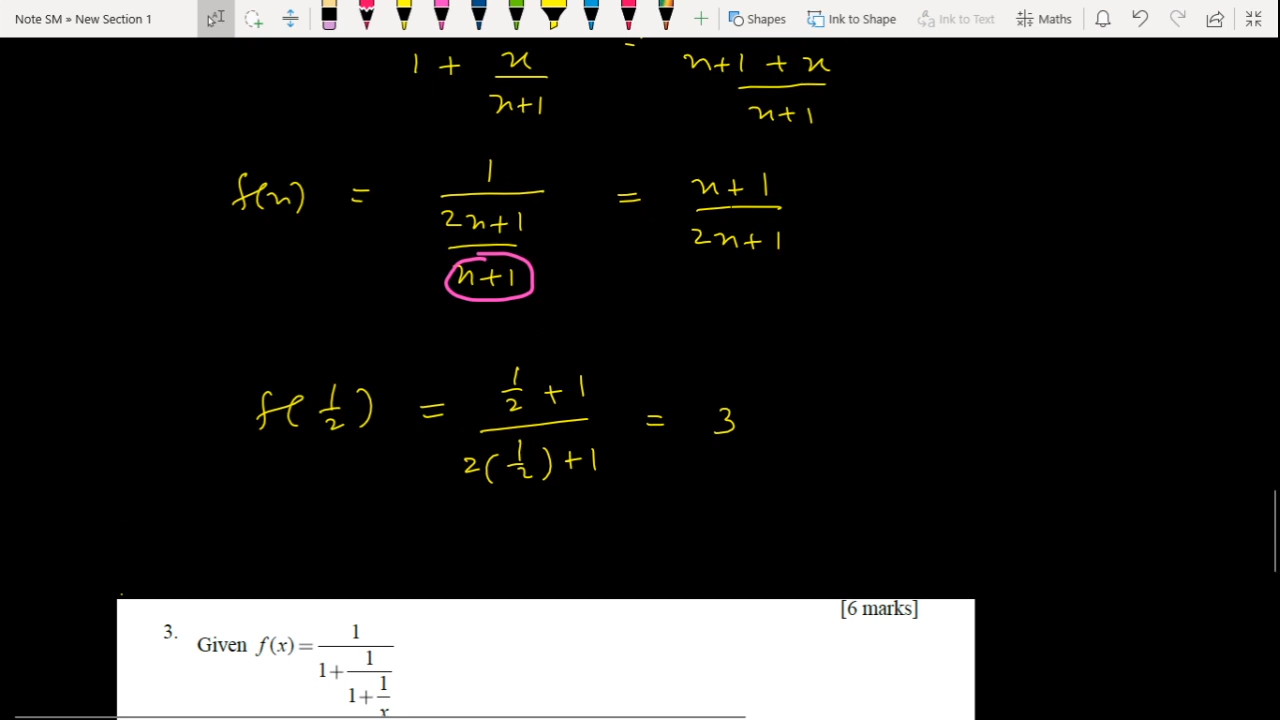 Note SM » New Section 1 Shapes Ink to Shape Ink to Text Maths
1 + x/(x+1) = (x+1 + x)/(x+1)
f(x) = 1/((2x+1)/(x+1)) = (x+1)/(2x+1)
f(1/2) = (1/2 + 1)/(2(1/2)+1) = 3
[6 marks]
3. Given f(x) = 1/(1+1/(1+1/x))